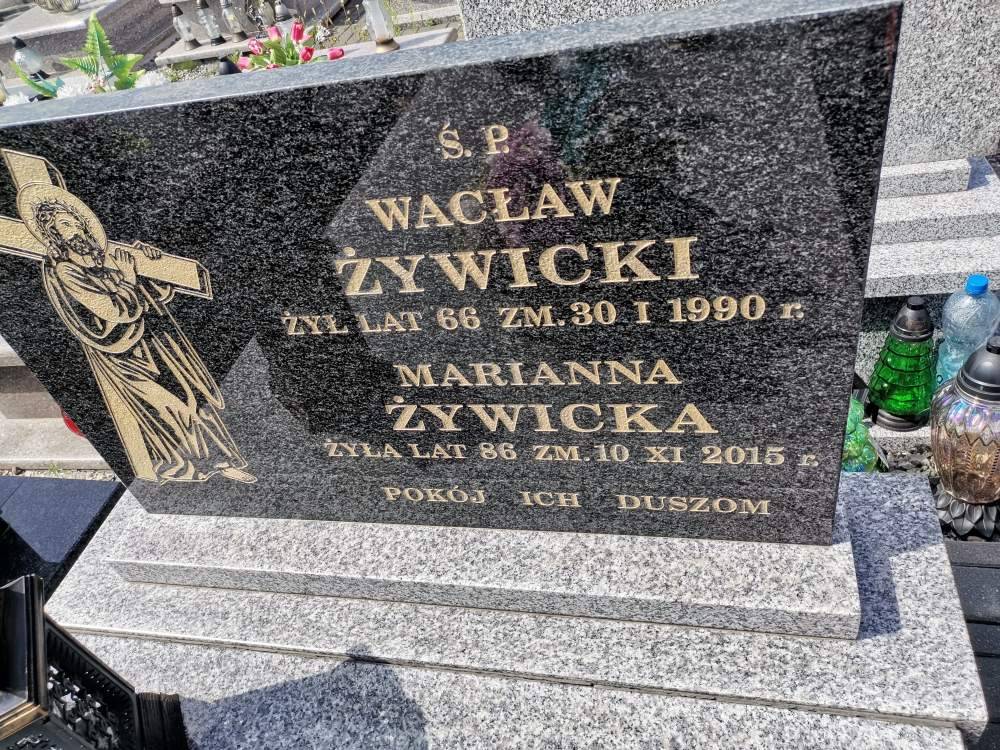 Ś. P.
WACŁAW
ŻYWICKI
ŻYŁ LAT 66 ZM. 30 I 1990 r.
MARIANNA
ŻYWICKA
ŻYŁA LAT 86 ZM. 10 XI 2015 r.
POKÓJ ICH DUSZOM